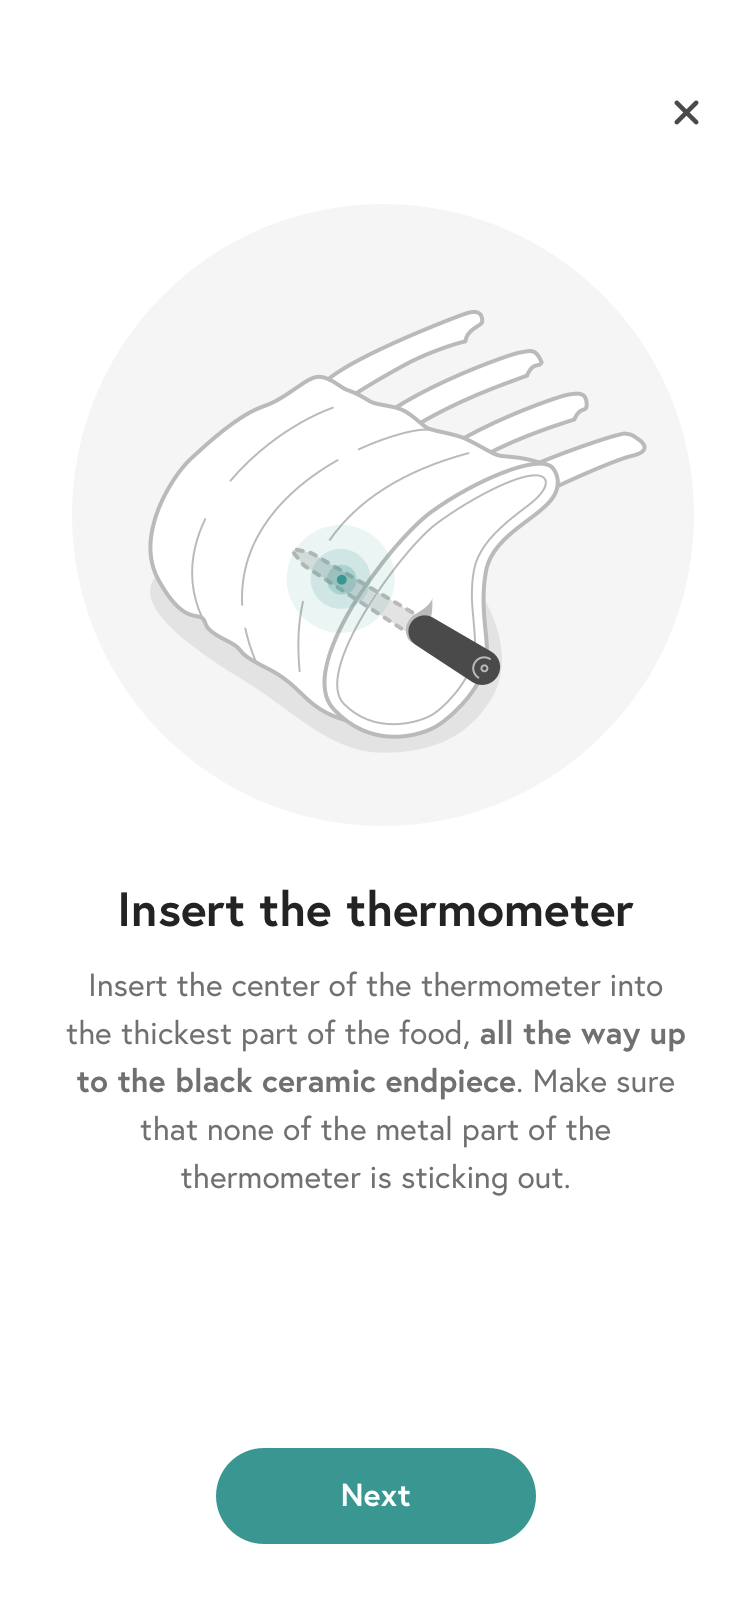 Insert the thermometer
Insert the center of the thermometer into
the thickest part of the food, all the way up
to the black ceramic endpiece. Make sure
that none of the metal part of the
thermometer is sticking out.
Next